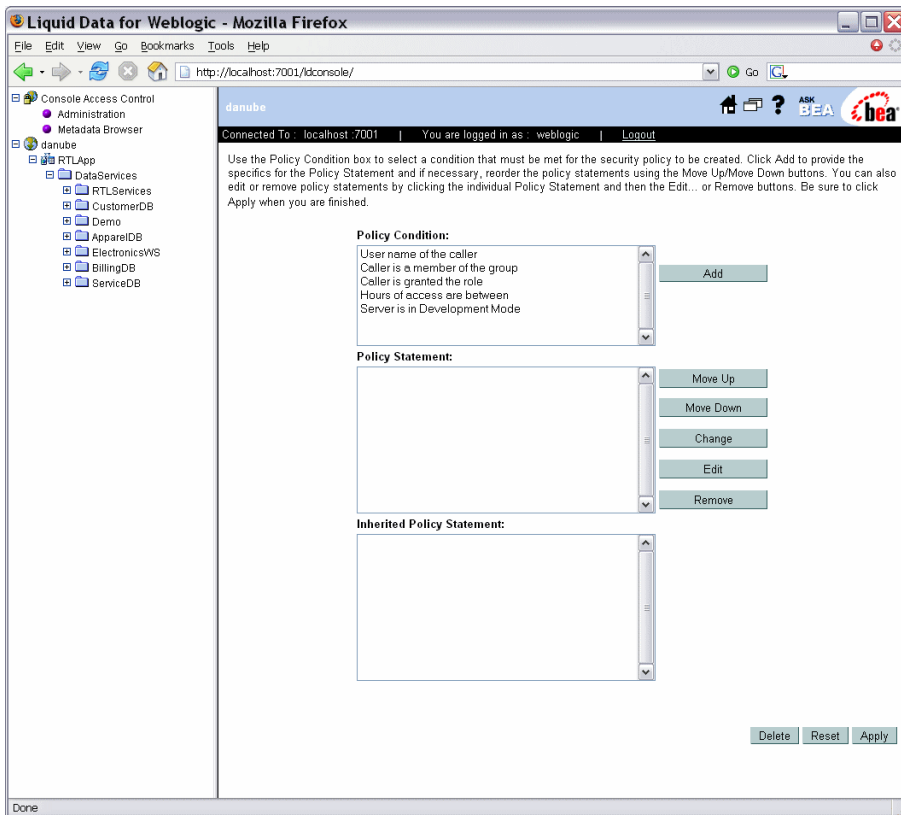 Liquid Data for Weblogic - Mozilla Firefox
File Edit View Go Bookmarks Tools Help
http://localhost:7001/ldconsole/
Go
G
Console Access Control
Administration
Metadata Browser
danube
RTLApp
DataServices
RTLServices
CustomerDB
Demo
ApparelDB
ElectronicsWS
BillingDB
ServiceDB
danube
ASK BEA
bea
Connected To : localhost :7001 | You are logged in as : weblogic | Logout
Use the Policy Condition box to select a condition that must be met for the security policy to be created. Click Add to provide the
specifics for the Policy Statement and if necessary, reorder the policy statements using the Move Up/Move Down buttons. You can also
edit or remove policy statements by clicking the individual Policy Statement and then the Edit... or Remove buttons. Be sure to click
Apply when you are finished.
Policy Condition:
User name of the caller
Caller is a member of the group
Caller is granted the role
Hours of access are between
Server is in Development Mode
Add
Policy Statement:
Move Up
Move Down
Change
Edit
Remove
Inherited Policy Statement:
Delete Reset Apply
Done